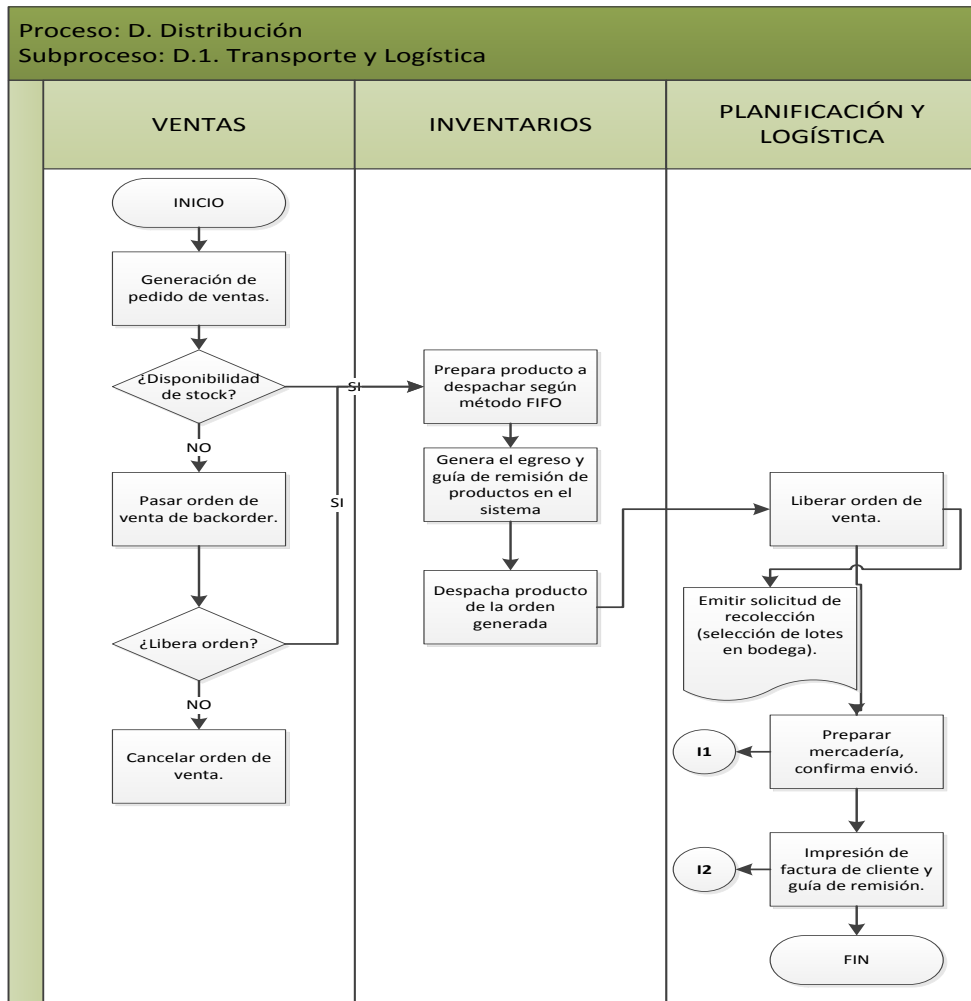 Proceso: D. Distribución
Subproceso: D.1. Transporte y Logística
VENTAS
INVENTARIOS
PLANIFICACIÓN Y
LOGÍSTICA
INICIO
Generación de
pedido de ventas.
¿Disponibilidad
de stock?
SI
NO
Pasar orden de
venta de backorder.
SI
¿Libera orden?
NO
Cancelar orden de
venta.
Prepara producto a
despachar según
método FIFO
Genera el egreso y
guía de remisión de
productos en el
sistema
Despacha producto
de la orden
generada
Liberar orden de
venta.
Emitir solicitud de
recolección
(selección de lotes
en bodega).
I1
Preparar
mercadería,
confirma envió.
I2
Impresión de
factura de cliente y
guía de remisión.
FIN